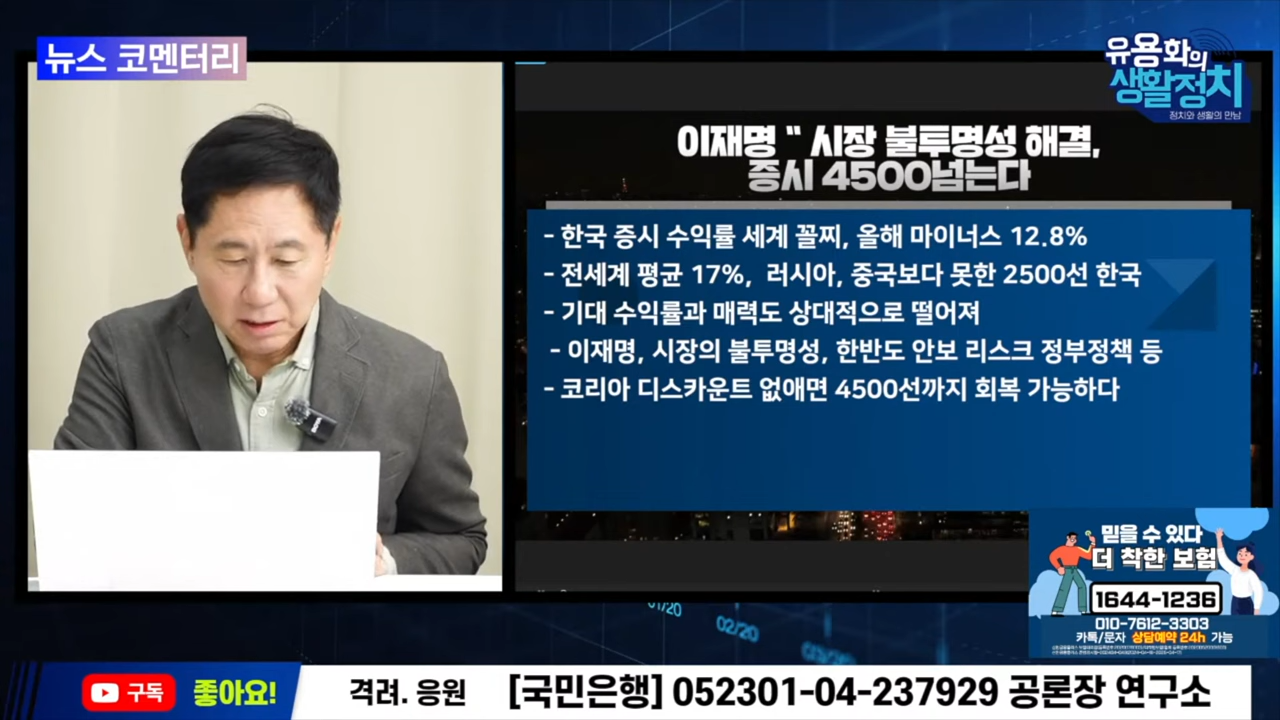 뉴스 코멘터리
유용화의
생활정치
정치와 생활의 만남
이재명 “ 시장 불투명성 해결,
증시 4500넘는다
- 한국 증시 수익률 세계 꼴찌, 올해 마이너스 12.8%
- 전세계 평균 17%, 러시아, 중국보다 못한 2500선 한국
- 기대 수익률과 매력도 상대적으로 떨어져
- 이재명, 시장의 불투명성, 한반도 안보 리스크 정부정책 등
- 코리아 디스카운트 없애면 4500선까지 회복 가능하다
믿을 수 있다
더 착한 보험
1644-1236
010-7612-3303
카톡/문자 상담예약 24h 가능
01/20
02/20
구독 좋아요! 격려. 응원 [국민은행] 052301-04-237929 공론장 연구소